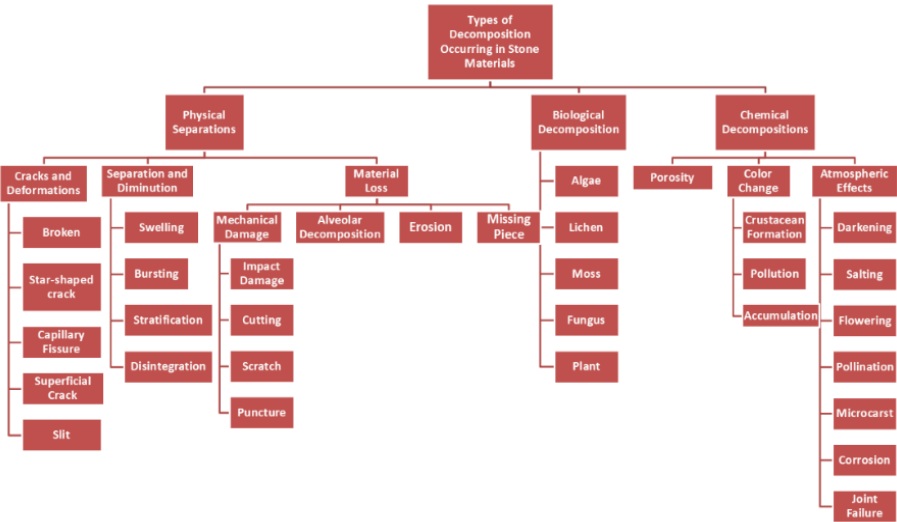 Types of
Decomposition
Occurring in Stone
Materials
Physical
Separations
Biological
Decomposition
Chemical
Decompositions
Cracks and
Deformations
Separation and
Diminution
Material
Loss
Algae
Porosity
Color
Change
Atmospheric
Effects
Broken
Star-shaped
crack
Capillary
Fissure
Superficial
Crack
Slit
Swelling
Bursting
Stratification
Disintegration
Mechanical
Damage
Alveolar
Decomposition
Erosion
Missing
Piece
Impact
Damage
Cutting
Scratch
Puncture
Lichen
Moss
Fungus
Plant
Crustacean
Formation
Pollution
Accumulation
Darkening
Salting
Flowering
Pollination
Microcarst
Corrosion
Joint
Failure